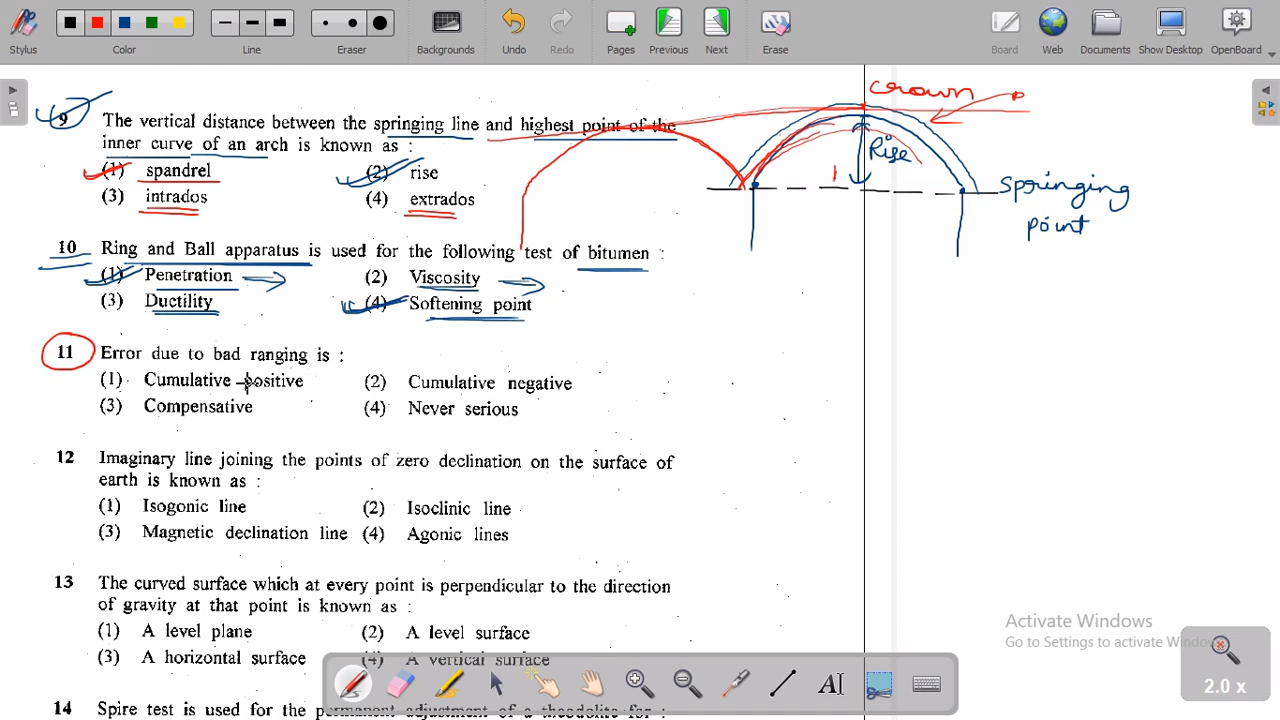 Stylus
Color
Line
Eraser
Backgrounds
Undo
Redo
Pages
Previous
Next
Erase
Board
Web
Documents
Show Desktop
OpenBoard
9 The vertical distance between the springing line and highest point of the
inner curve of an arch is known as :
(1) spandrel (2) rise
(3) intrados (4) extrados
crown
Rise
springing
point
10 Ring and Ball apparatus is used for the following test of bitumen :
(1) Penetration (2) Viscosity
(3) Ductility (4) Softening point
11 Error due to bad ranging is :
(1) Cumulative positive (2) Cumulative negative
(3) Compensative (4) Never serious
12 Imaginary line joining the points of zero declination on the surface of
earth is known as :
(1) Isogonic line (2) Isoclinic line
(3) Magnetic declination line (4) Agonic lines
13 The curved surface which at every point is perpendicular to the direction
of gravity at that point is known as :
(1) A level plane (2) A level surface
(3) A horizontal surface (4) A vertical surface
14 Spire test is used for the permanent adjustment of a theodolite for :
Activate Windows
Go to Settings to activate Windows
2.0 x